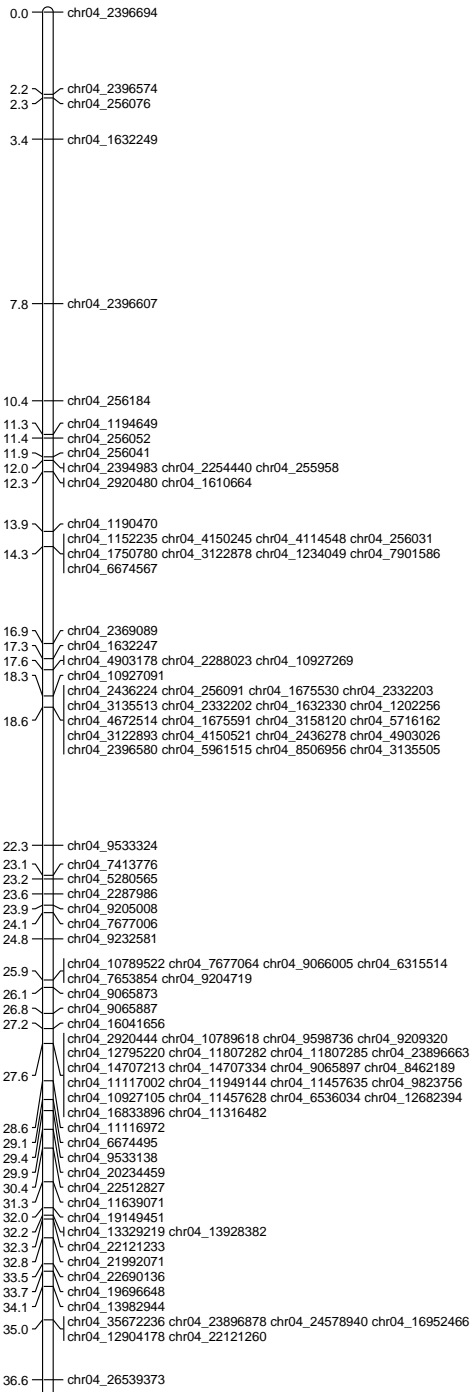 0.0 chr04_2396694
2.2 chr04_2396574
2.3 chr04_256076
3.4 chr04_1632249
7.8 chr04_2396607
10.4 chr04_256184
11.3 chr04_1194649
11.4 chr04_256052
11.9 chr04_256041
12.0 chr04_2394983 chr04_2254440 chr04_255958
12.3 chr04_2920480 chr04_1610664
13.9 chr04_1190470
chr04_1152235 chr04_4150245 chr04_4114548 chr04_256031
14.3 chr04_1750780 chr04_3122878 chr04_1234049 chr04_7901586
chr04_6674567
16.9 chr04_2369089
17.3 chr04_1632247
17.6 chr04_4903178 chr04_2288023 chr04_10927269
18.3 chr04_10927091
chr04_2436224 chr04_256091 chr04_1675530 chr04_2332203
chr04_3135513 chr04_2332202 chr04_1632330 chr04_1202256
18.6 chr04_4672514 chr04_1675591 chr04_3158120 chr04_5716162
chr04_3122893 chr04_4150521 chr04_2436278 chr04_4903026
chr04_2396580 chr04_5961515 chr04_8506956 chr04_3135505
22.3 chr04_9533324
23.1 chr04_7413776
23.2 chr04_5280565
23.6 chr04_2287986
23.9 chr04_9205008
24.1 chr04_7677006
24.8 chr04_9232581
25.9 chr04_10789522 chr04_7677064 chr04_9066005 chr04_6315514
chr04_7653854 chr04_9204719
26.1 chr04_9065873
26.8 chr04_9065887
27.2 chr04_16041656
chr04_2920444 chr04_10789618 chr04_9598736 chr04_9209320
chr04_12795220 chr04_11807282 chr04_11807285 chr04_23896663
27.6 chr04_14707213 chr04_14707334 chr04_9065897 chr04_8462189
chr04_11117002 chr04_11949144 chr04_11457635 chr04_9823756
chr04_10927105 chr04_11457628 chr04_6536034 chr04_12682394
chr04_16833896 chr04_11316482
28.6 chr04_11116972
29.1 chr04_6674495
29.4 chr04_9533138
29.9 chr04_20234459
30.4 chr04_22512827
31.3 chr04_11639071
32.0 chr04_19149451
32.2 chr04_13329219 chr04_13928382
32.3 chr04_22121233
32.8 chr04_21992071
33.5 chr04_22690136
33.7 chr04_19696648
34.1 chr04_13982944
35.0 chr04_35672236 chr04_23896878 chr04_24578940 chr04_16952466
chr04_12904178 chr04_22121260
36.6 chr04_26539373